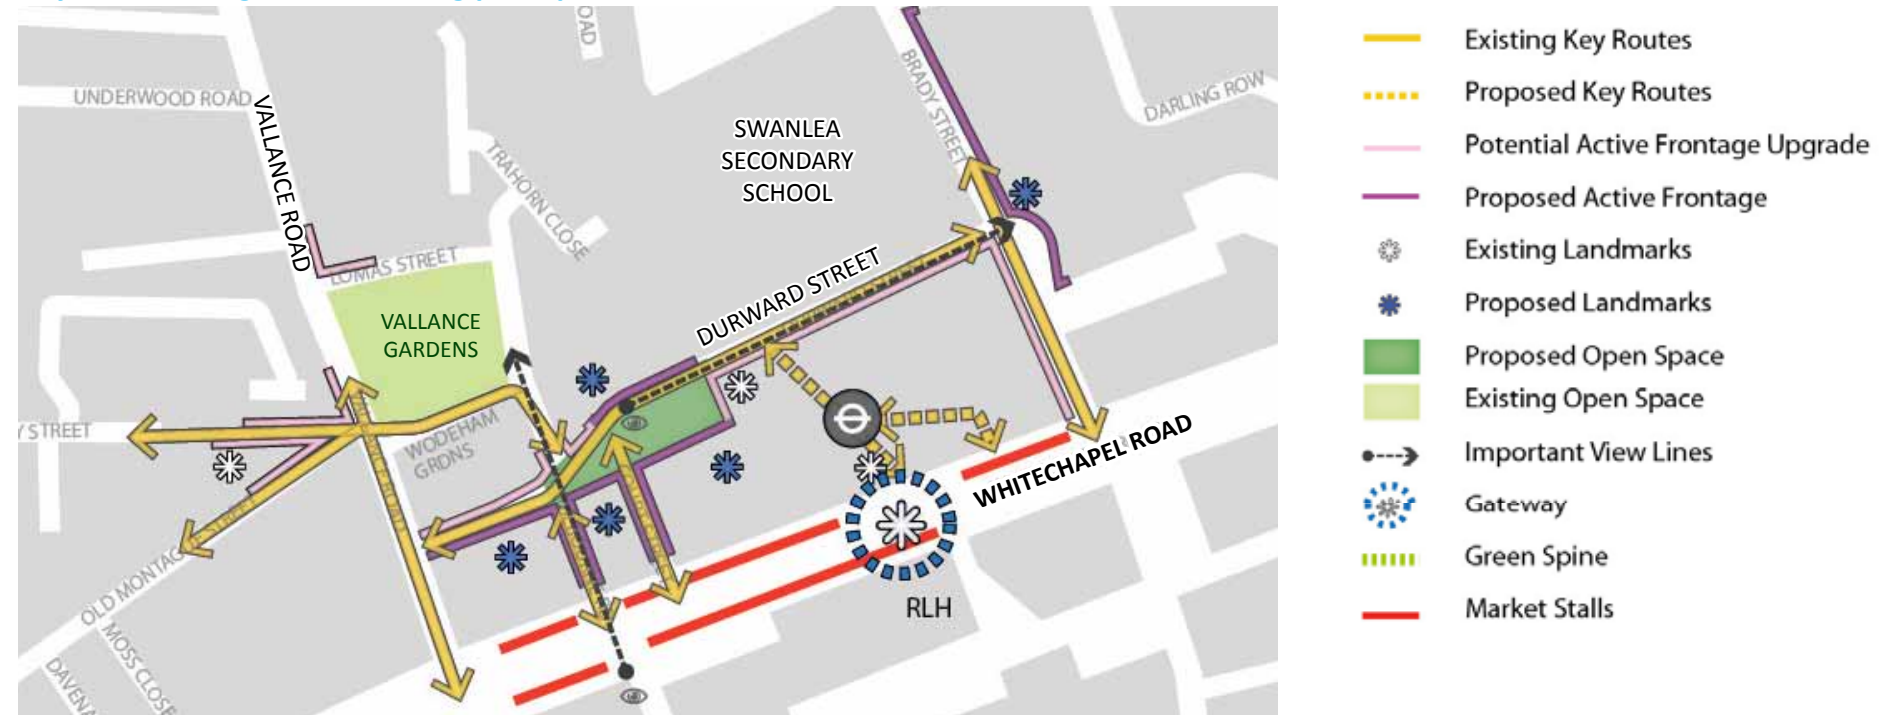 OAD
UNDERWOOD ROAD
VALLANCE ROAD
TRAHORN CLOSE
SWANLEA
SECONDARY
SCHOOL
BRADY STREET
DARLING ROW
LOMAS STREET
VALLANCE
GARDENS
DURWARD STREET
Y STREET
WODEHAM
GRDNS
WHITECHAPEL ROAD
OLD MONTAG
STREET
MOSS CLOSE
DAVENA
RLH
Existing Key Routes
Proposed Key Routes
Potential Active Frontage Upgrade
Proposed Active Frontage
Existing Landmarks
Proposed Landmarks
Proposed Open Space
Existing Open Space
Important View Lines
Gateway
Green Spine
Market Stalls